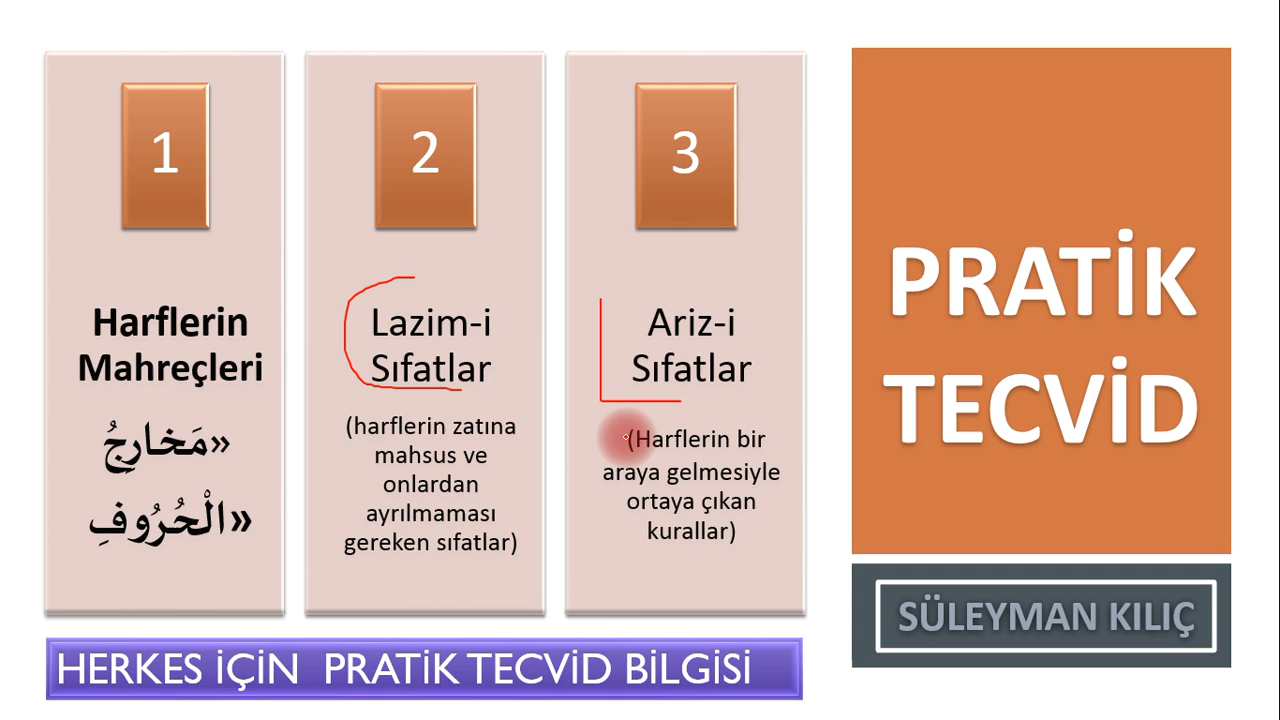 1
Harflerin
Mahreçleri
«مَخارِجُ
الْحُرُوفِ»
2
Lazim-i
Sıfatlar
(harflerin zatına
mahsus ve
onlardan
ayrılmaması
gereken sıfatlar)
3
Ariz-i
Sıfatlar
(Harflerin bir
araya gelmesiyle
ortaya çıkan
kurallar)
PRATİK
TECVİD
SÜLEYMAN KILIÇ
HERKES İÇİN PRATİK TECVİD BİLGİSİ